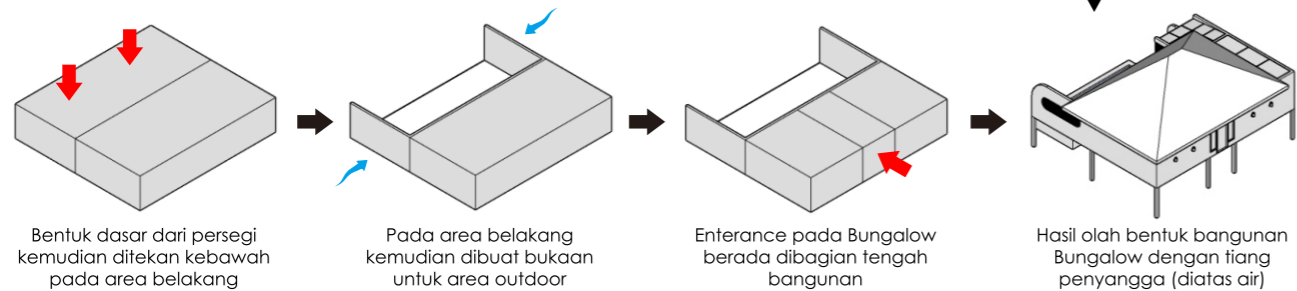 Bentuk dasar dari persegi
kemudian ditekan kebawah
pada area belakang
Pada area belakang
kemudian dibuat bukaan
untuk area outdoor
Enterance pada Bungalow
berada dibagian tengah
bangunan
Hasil olah bentuk bangunan
Bungalow dengan tiang
penyangga (diatas air)